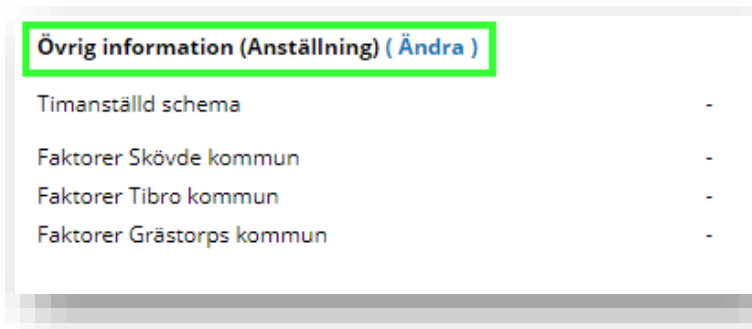 Övrig information (Anställning) ( Ändra )
Timanställd schema -
Faktorer Skövde kommun -
Faktorer Tibro kommun -
Faktorer Grästorps kommun -